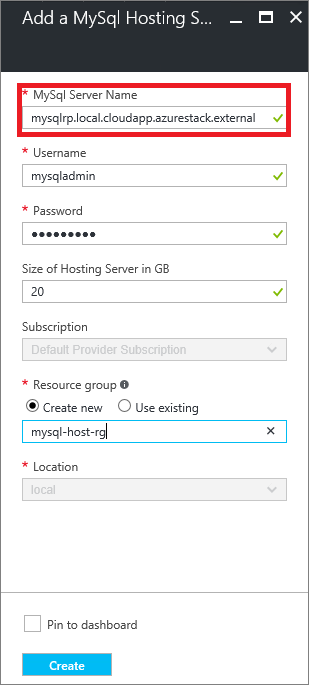 Add a MySql Hosting S...
* MySql Server Name
mysqlrp.local.cloudapp.azurestack.external
* Username
mysqladmin
* Password
•••••••••
Size of Hosting Server in GB
20
Subscription
Default Provider Subscription
* Resource group
Create new Use existing
mysql-host-rg
* Location
local
Pin to dashboard
Create